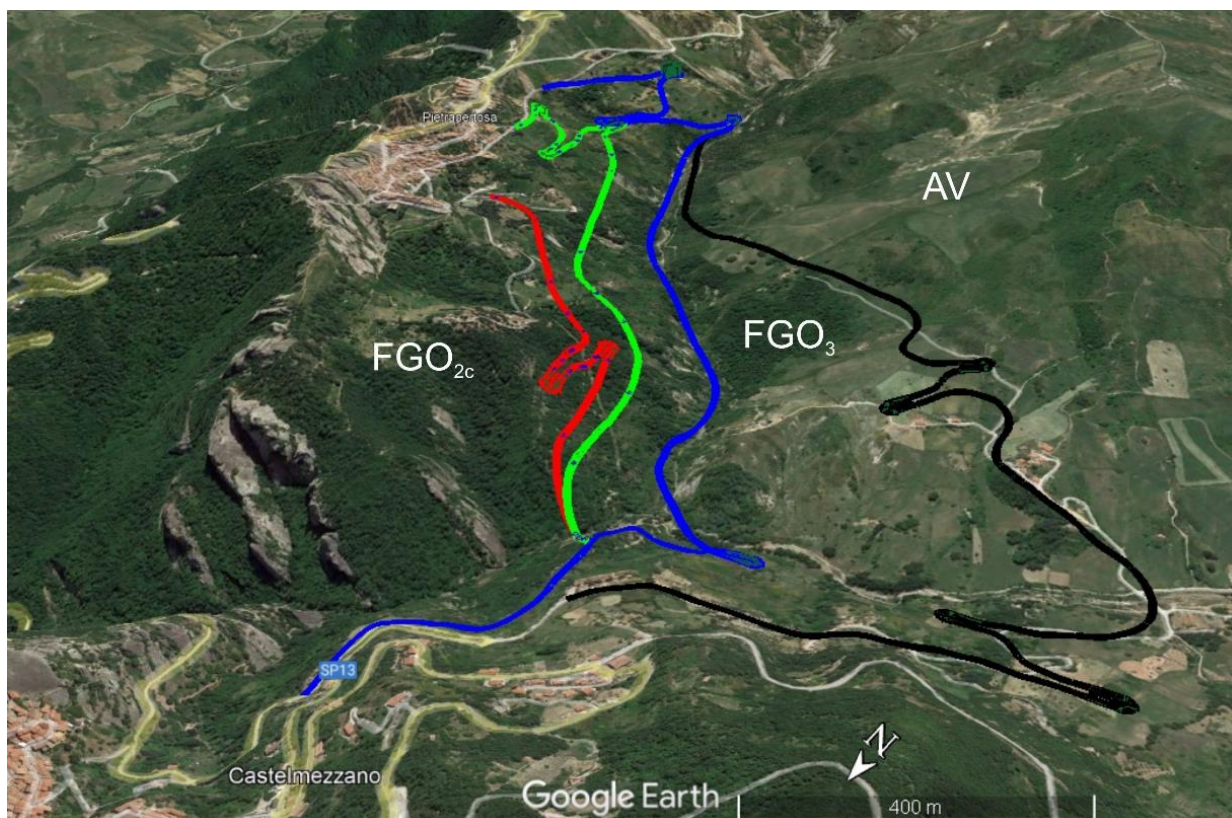 Pietrapertosa
AV
FGO₃
FGO₂c
SP13
Castelmezzano
N
Google Earth
400 m